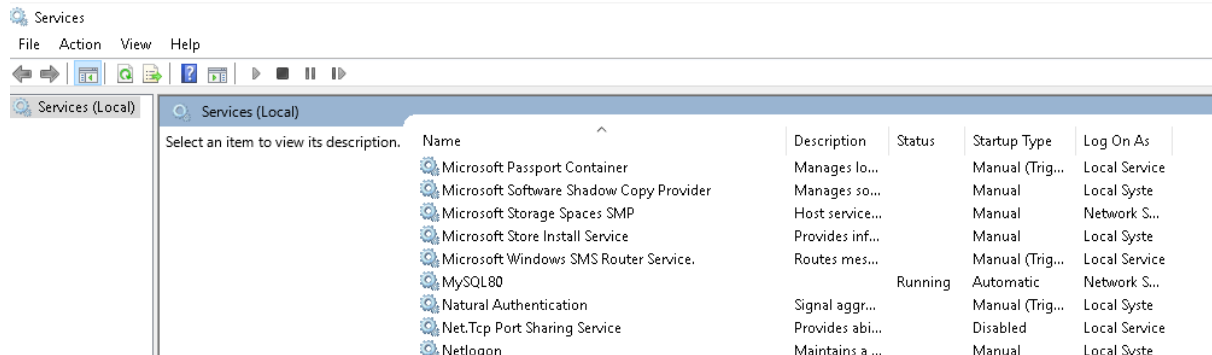 Services
File Action View Help
Services (Local)
Services (Local)
Select an item to view its description.
Name Description Status Startup Type Log On As
Microsoft Passport Container Manages lo... Manual (Trig... Local Service
Microsoft Software Shadow Copy Provider Manages so... Manual Local Syste
Microsoft Storage Spaces SMP Host service... Manual Network S...
Microsoft Store Install Service Provides inf... Manual Local Syste
Microsoft Windows SMS Router Service. Routes mes... Manual (Trig... Local Service
MySQL80 Running Automatic Network S...
Natural Authentication Signal aggr... Manual (Trig... Local Syste
Net.Tcp Port Sharing Service Provides abi... Disabled Local Service
Netlogon Maintains a ... Manual Local Syste